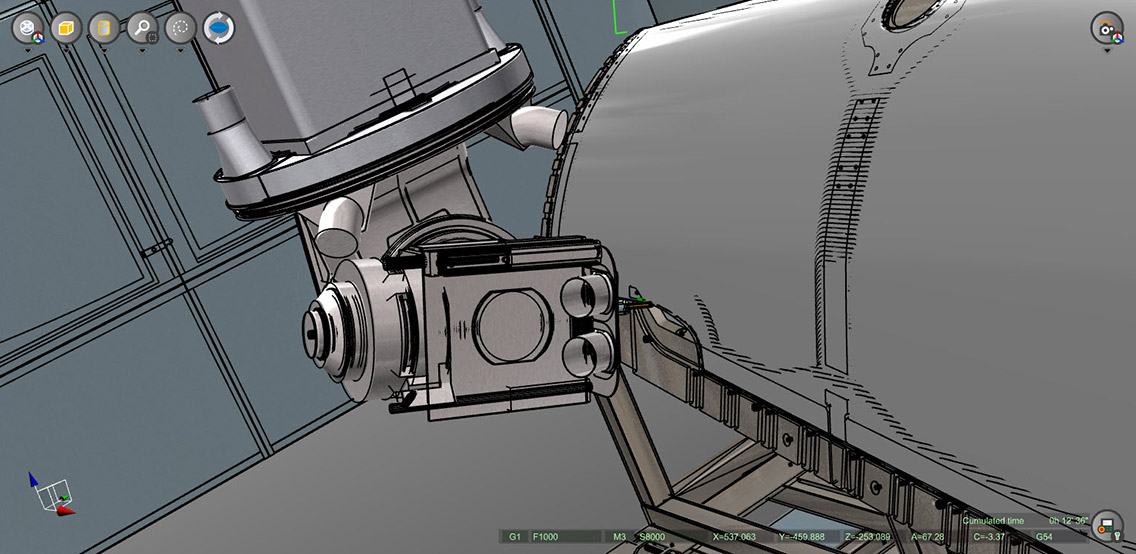 Cumulated time 0h 12' 36"
G1 F1000 M3 S8000 X=537.063 Y=-459.888 Z=-253.089 A=67.28 C=-3.37 G54